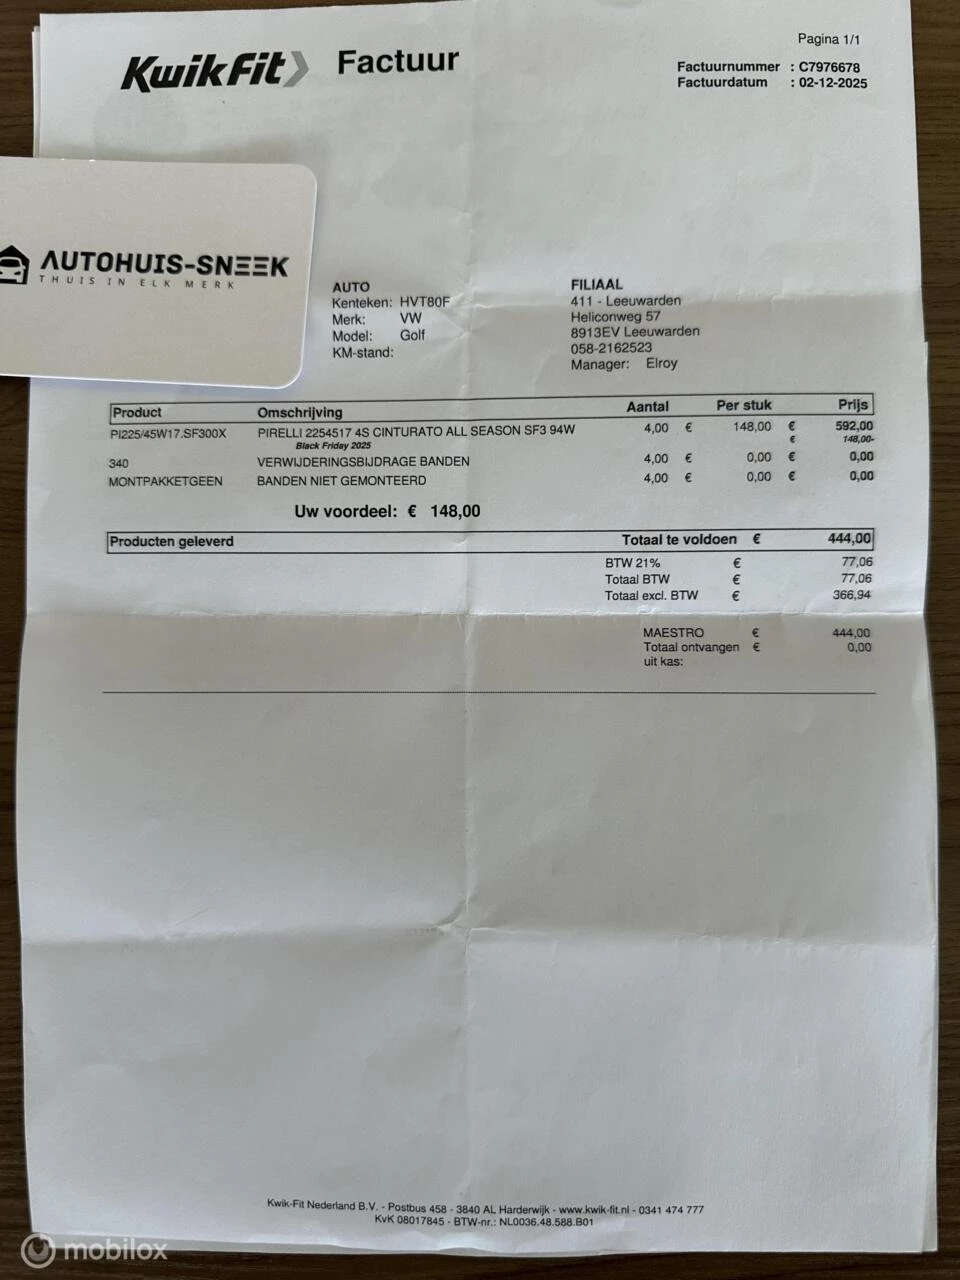 Pagina 1/1
KwikFit Factuur
Factuurnummer : C7976678
Factuurdatum : 02-12-2025
AUTOHUIS-SNEEK
THUIS IN ELK MERK
AUTO
Kenteken: HVT80F
Merk: VW
Model: Golf
KM-stand:
FILIAAL
411 - Leeuwarden
Heliconweg 57
8913EV Leeuwarden
058-2162523
Manager: Elroy
Product Omschrijving Aantal Per stuk Prijs
PI225/45W17.SF300X PIRELLI 2254517 4S CINTURATO ALL SEASON SF3 94W 4,00 € 148,00 € 592,00
Black Friday 2025 € 148,00-
340 VERWIJDERINGSBIJDRAGE BANDEN 4,00 € 0,00 € 0,00
MONTPAKKETGEEN BANDEN NIET GEMONTEERD 4,00 € 0,00 € 0,00
Uw voordeel: € 148,00
Producten geleverd Totaal te voldoen € 444,00
BTW 21% € 77,06
Totaal BTW € 77,06
Totaal excl. BTW € 366,94
MAESTRO € 444,00
Totaal ontvangen € 0,00
uit kas:
Kwik-Fit Nederland B.V. - Postbus 458 - 3840 AL Harderwijk - www.kwik-fit.nl - 0341 474 777
KvK 08017845 - BTW-nr.: NL0036.48.588.B01
mobilox